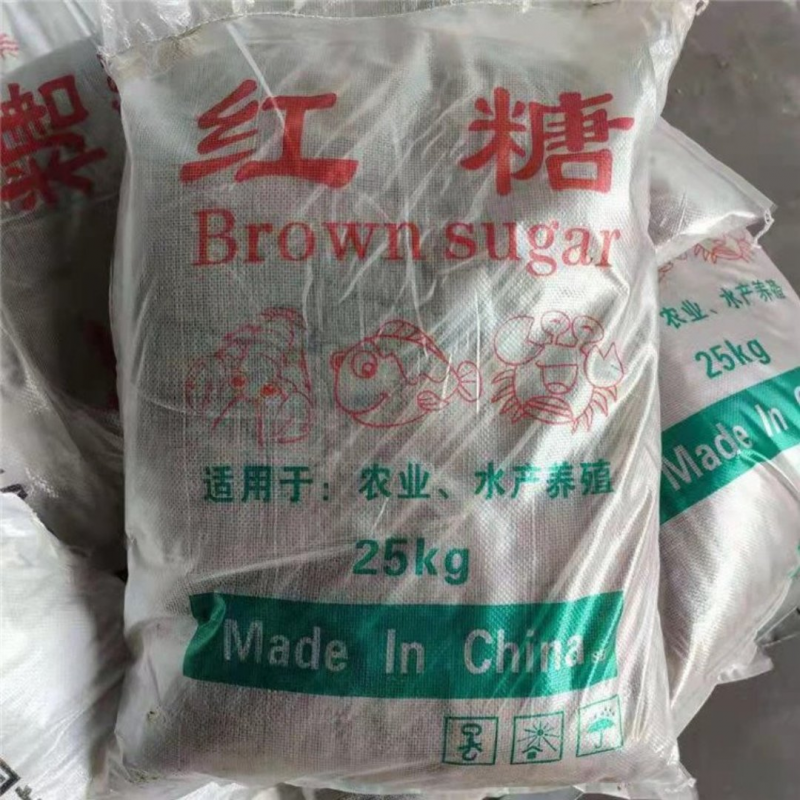 红糖
Brown sugar
适用于：农业、水产养殖
25kg
Made In China
糖
农业、水产养殖
25kg
Made In